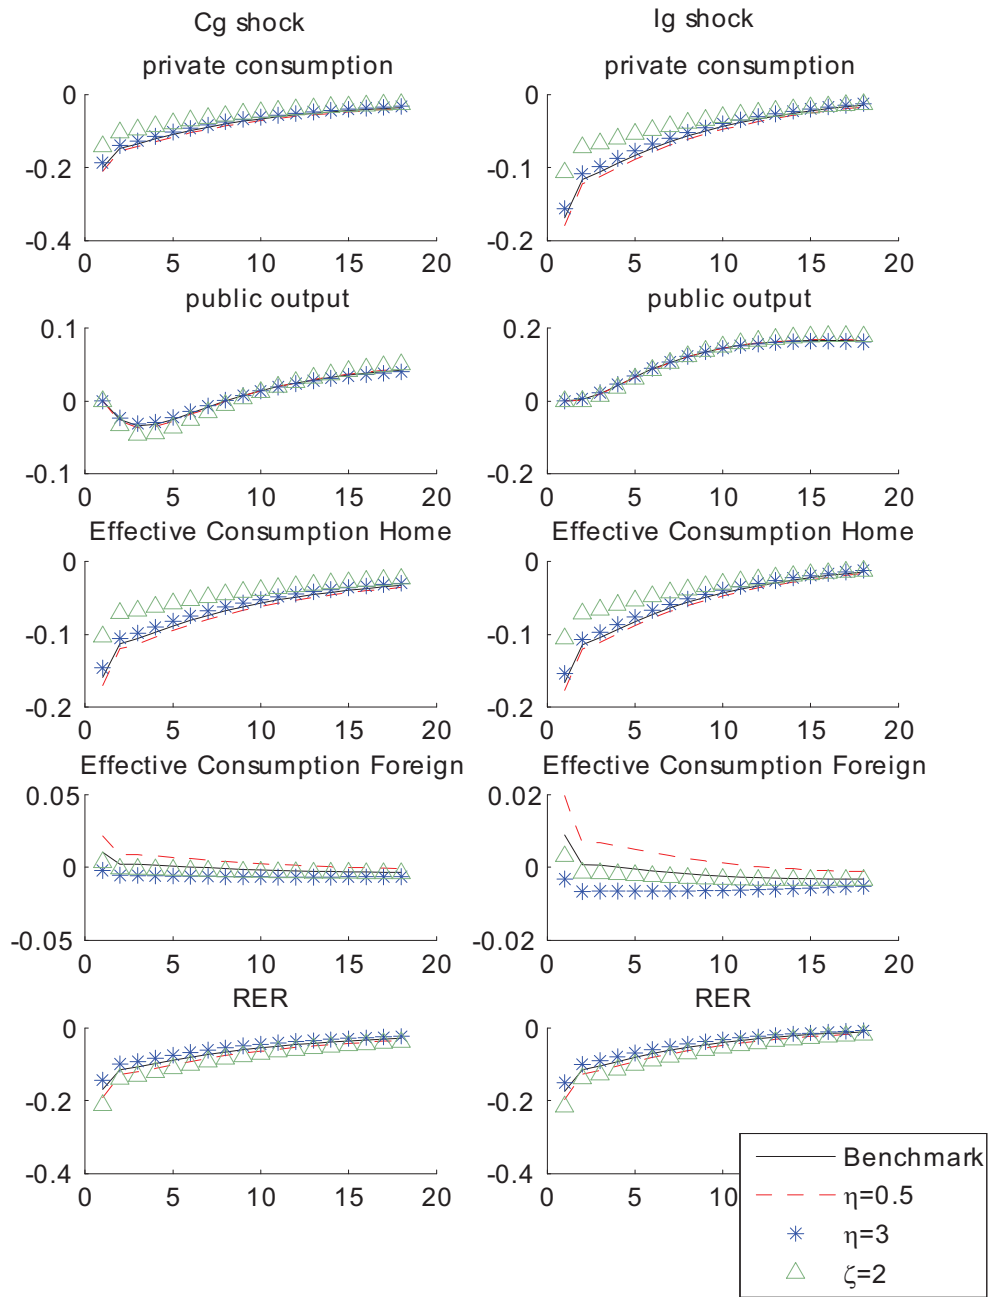 Cg shock
Ig shock
private consumption
private consumption
0
-0.2
-0.4
0 5 10 15 20
0
-0.1
-0.2
0 5 10 15 20
public output
public output
0.1
0
-0.1
0 5 10 15 20
0.2
0
-0.2
0 5 10 15 20
Effective Consumption Home
Effective Consumption Home
0
-0.1
-0.2
0 5 10 15 20
0
-0.1
-0.2
0 5 10 15 20
Effective Consumption Foreign
Effective Consumption Foreign
0.05
0
-0.05
0 5 10 15 20
0.02
0
-0.02
0 5 10 15 20
RER
RER
0
-0.2
-0.4
0 5 10 15 20
0
-0.2
-0.4
0 5
Benchmark
η=0.5
η=3
ζ=2